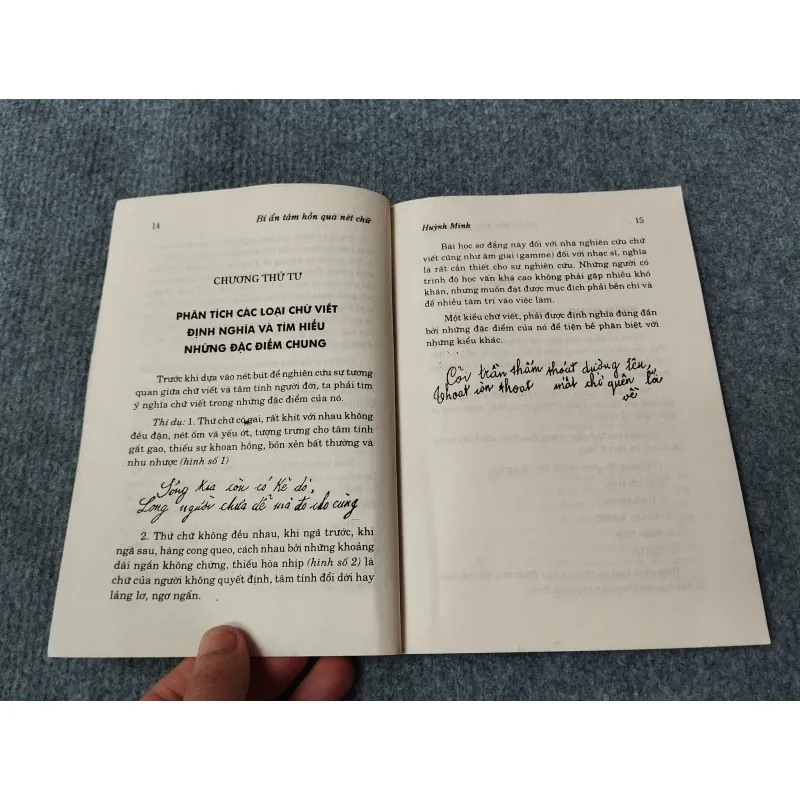 14
Bí ẩn tâm hồn qua nét chữ
CHƯƠNG THỨ TƯ
PHÂN TÍCH CÁC LOẠI CHỮ VIẾT
ĐỊNH NGHĨA VÀ TÌM HIỂU
NHỮNG ĐẶC ĐIỂM CHUNG
Trước khi dựa vào nét bút để nghiên cứu sự tương
quan giữa chữ viết và tâm tính người đời, ta phải tìm
ý nghĩa chữ viết trong những đặc điểm của nó.
Thí dụ: 1. Thứ chữ có gai, rất khít với nhau không
đều đặn, nét ốm và yếu ớt, tượng trưng cho tâm tính
gắt gao, thiếu sự khoan hồng, bôn xẻn bất thường và
nhu nhược (hình số 1)
Sông kia còn có kẻ dò,
Lòng người chưa dễ mà đo cho cùng
2. Thứ chữ không đều nhau, khi ngã trước, khi
ngã sau, hàng cong queo, cách nhau bởi những khoảng
dài ngắn không chừng, thiếu hòa nhịp (hình số 2) là
chữ của người không quyết định, tâm tính đổi dời hay
lẳng lơ, ngơ ngẩn.
Huỳnh Minh
15
Bài học sơ đẳng này đối với nhà nghiên cứu chữ
viết cũng như âm giai (gamme) đối với nhạc sĩ, nghĩa
là rất cần thiết cho sự nghiên cứu. Những người có
trình độ học vấn khá cao không phải gặp nhiều khó
khăn, nhưng muốn đạt được mục đích phải bền chí và
để nhiều tâm trí vào việc làm.
Một kiểu chữ viết, phải được định nghĩa đúng đắn
bởi những đặc điểm của nó để tiện bề phân biệt với
những kiểu khác.
Cõi trần thấm thoát dường tên,
Thoạt còn thoạt mất chớ quên lối
về